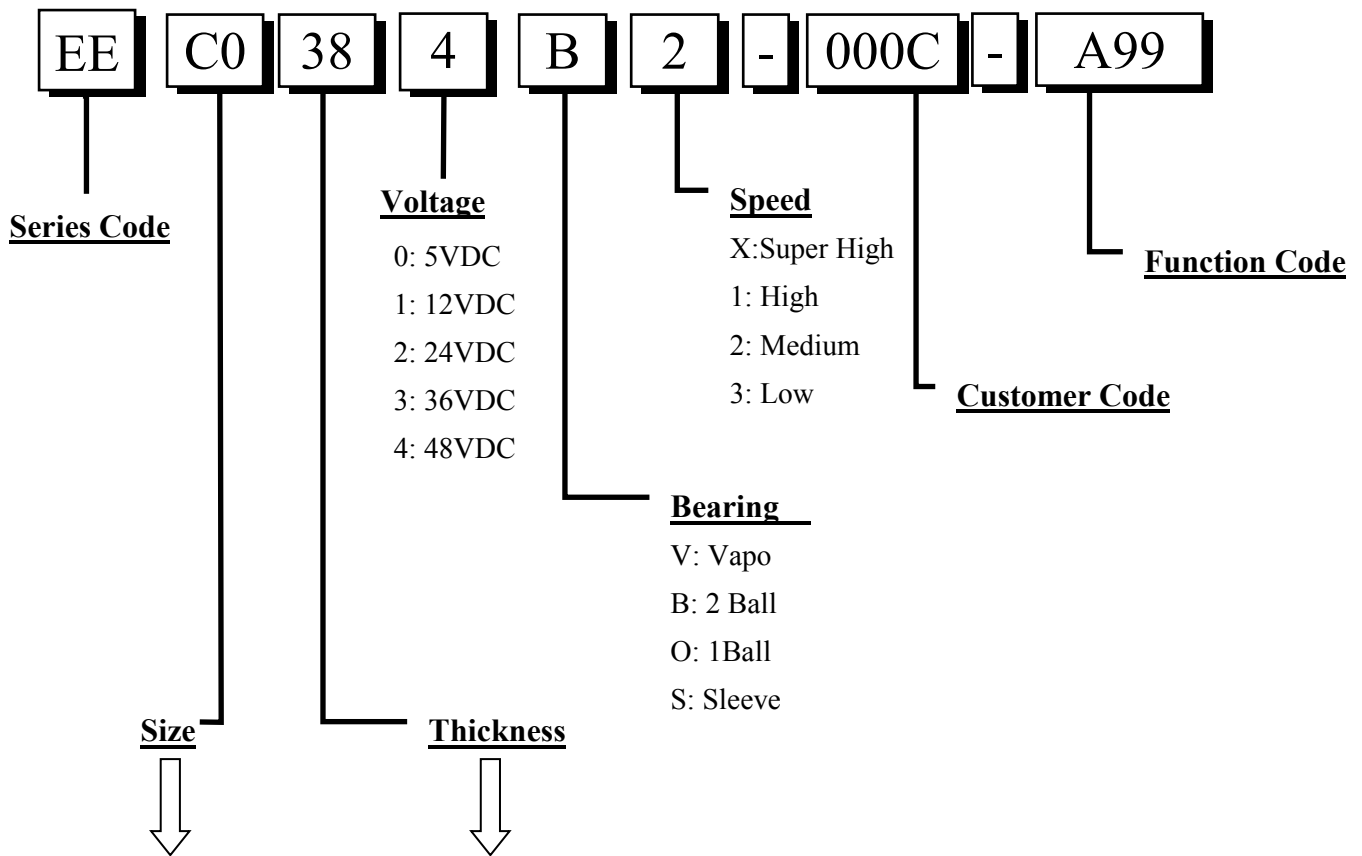 EE C0 38 4 B 2 - 000C - A99
Series Code
Voltage
0: 5VDC
1: 12VDC
2: 24VDC
3: 36VDC
4: 48VDC
Speed
X:Super High
1: High
2: Medium
3: Low
Function Code
Customer Code
Bearing
V: Vapo
B: 2 Ball
O: 1Ball
S: Sleeve
Size
Thickness